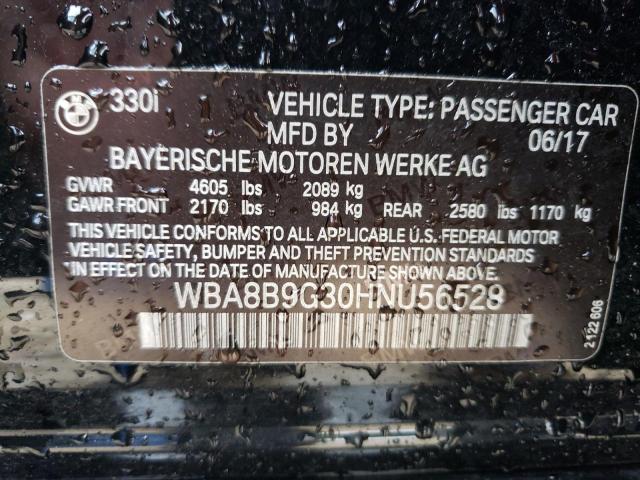 BMW
330i VEHICLE TYPE: PASSENGER CAR
MFD BY 06/17
BAYERISCHE MOTOREN WERKE AG
GVWR 4605 lbs 2089 kg
GAWR FRONT 2170 lbs 984 kg REAR 2580 lbs 1170 kg
THIS VEHICLE CONFORMS TO ALL APPLICABLE U.S. FEDERAL MOTOR
VEHICLE SAFETY, BUMPER AND THEFT PREVENTION STANDARDS
IN EFFECT ON THE DATE OF MANUFACTURE SHOWN ABOVE.
WBA8B9G30HNU56528
2122606